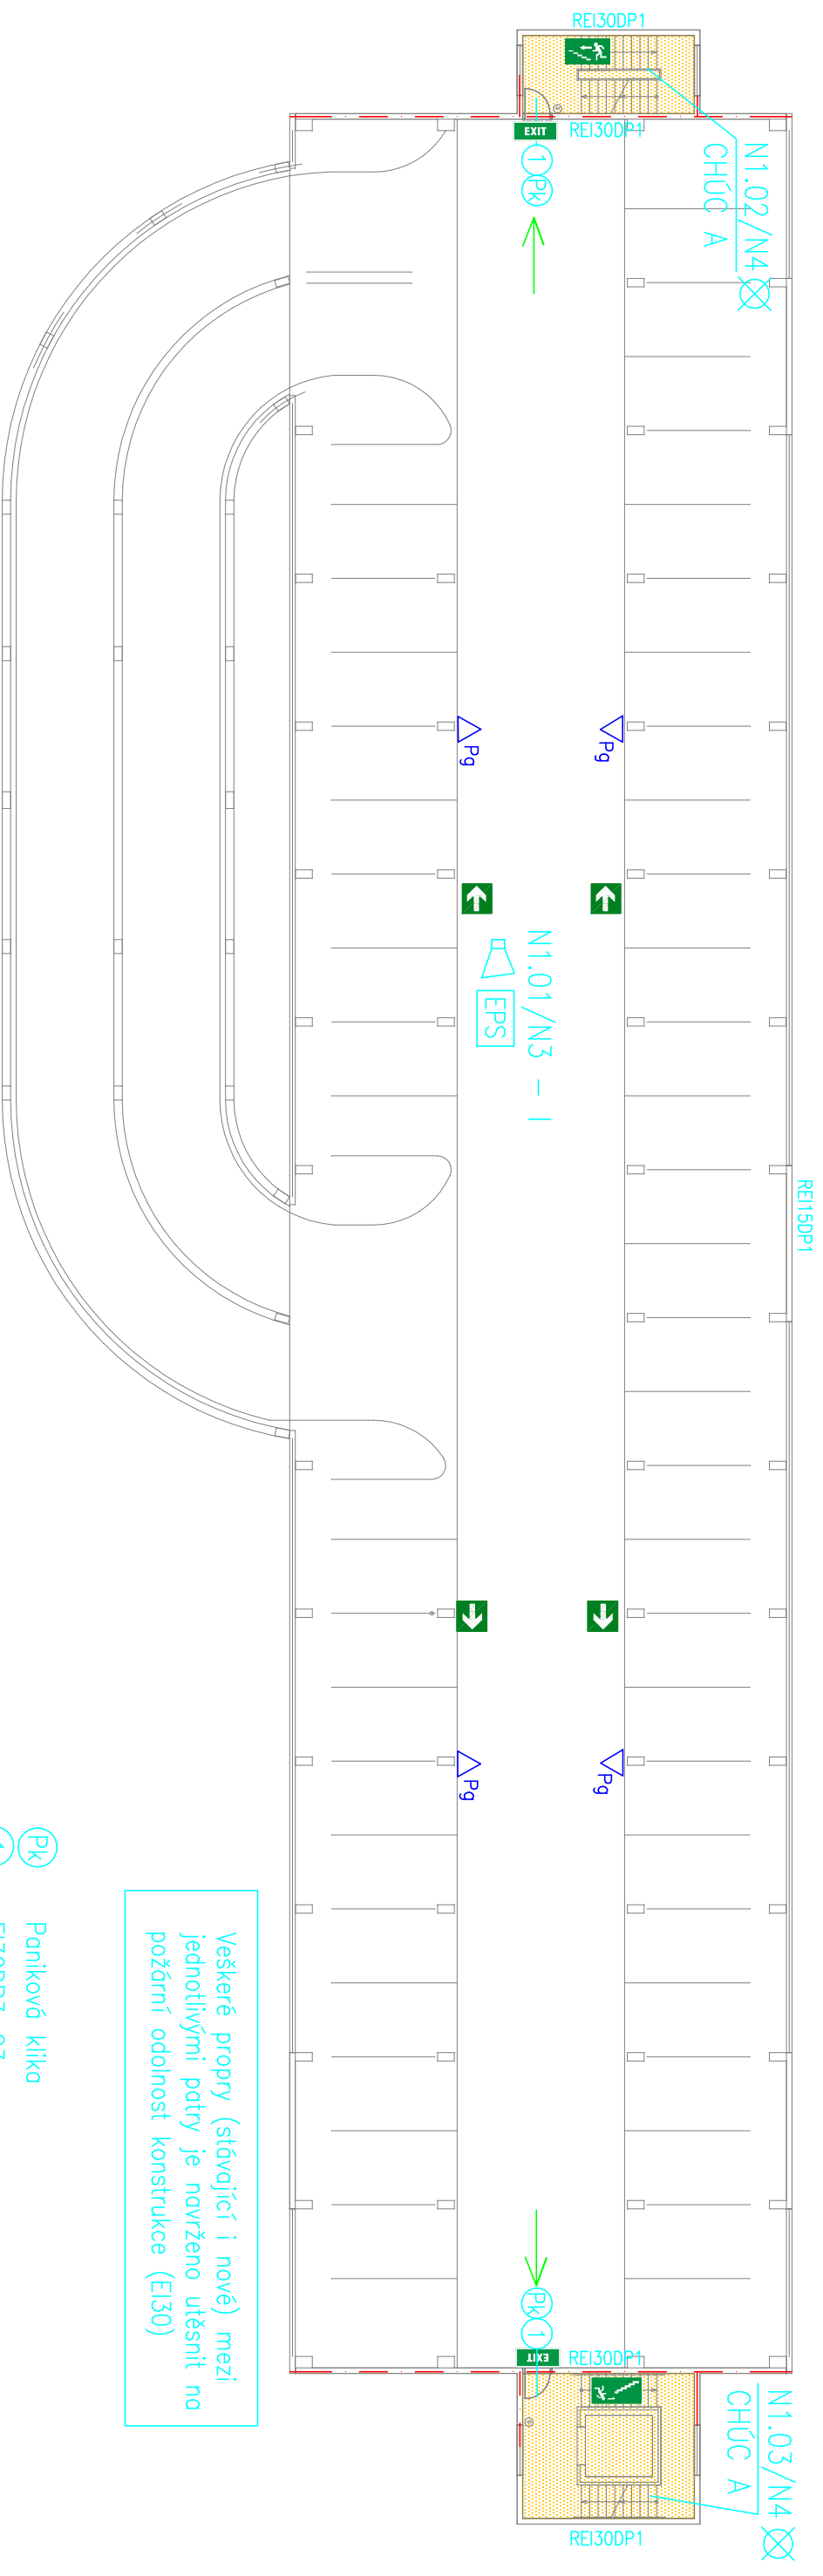 REI30DP1
EXIT
REI30DP1
1
Pk
N1.02/N4
CHÚC A
Pg
Pg
N1.01/N3 - I
EPS
REI15DP1
Pg
Pg
Pk
Paniková klika
Veškeré propry (stávající i nové) mezi
jednotlivými patry je navrženo utěsnit na
požární odolnost konstrukce (EI30)
Pk
1
EXIT
REI30DP1
N1.03/N4
CHÚC A
REI30DP1